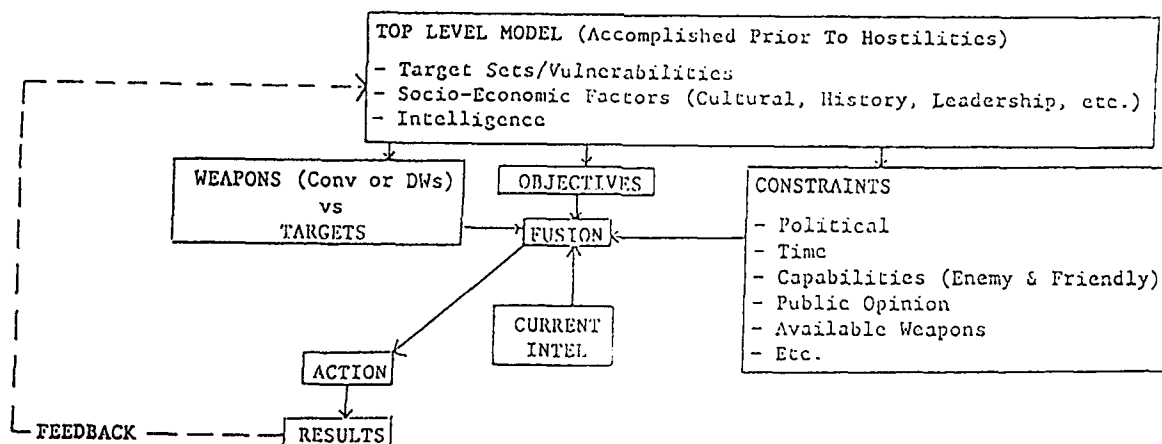 TOP LEVEL MODEL (Accomplished Prior To Hostilities)
- Target Sets/Vulnerabilities
- Socio-Economic Factors (Cultural, History, Leadership, etc.)
- Intelligence
WEAPONS (Conv or DWs)
vs
TARGETS
OBJECTIVES
CONSTRAINTS
- Political
- Time
- Capabilities (Enemy & Friendly)
- Public Opinion
- Available Weapons
- Etc.
FUSION
CURRENT
INTEL
ACTION
RESULTS
FEEDBACK